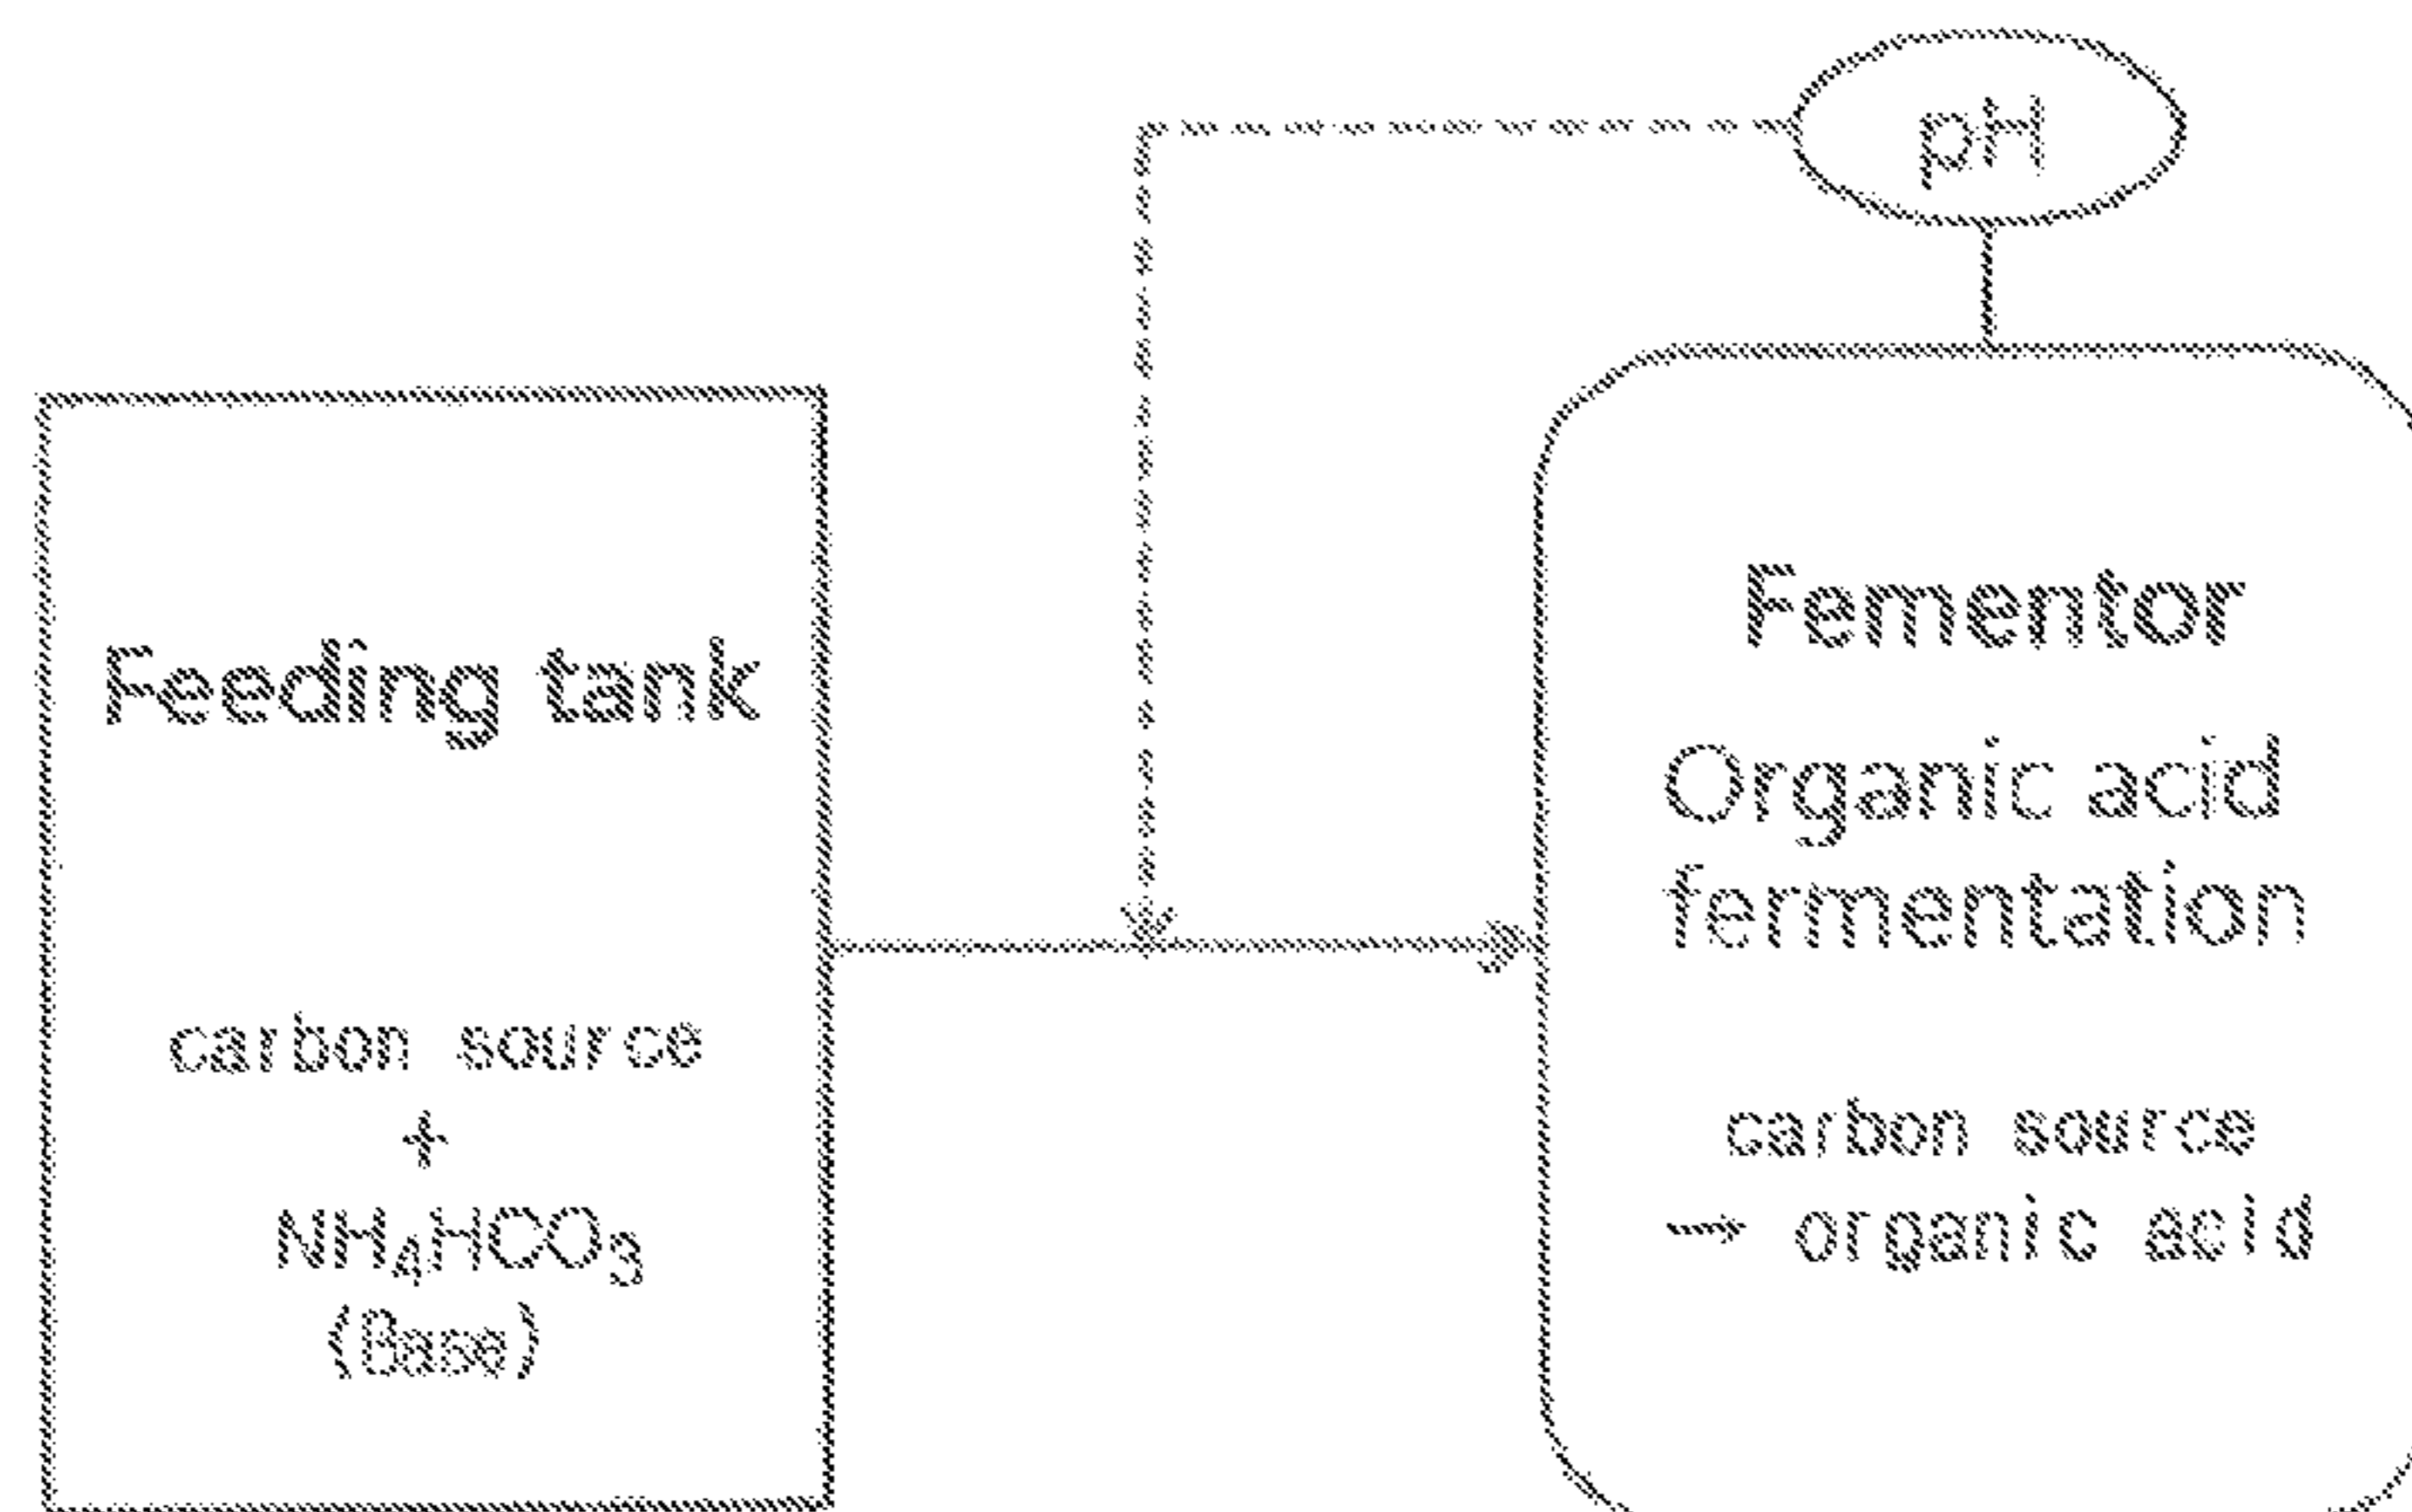 pH
Feeding tank
carbon source
+
NH₄HCO₃
(Base)
Fementor
Organic acid
fermentation
carbon source
→ organic acid